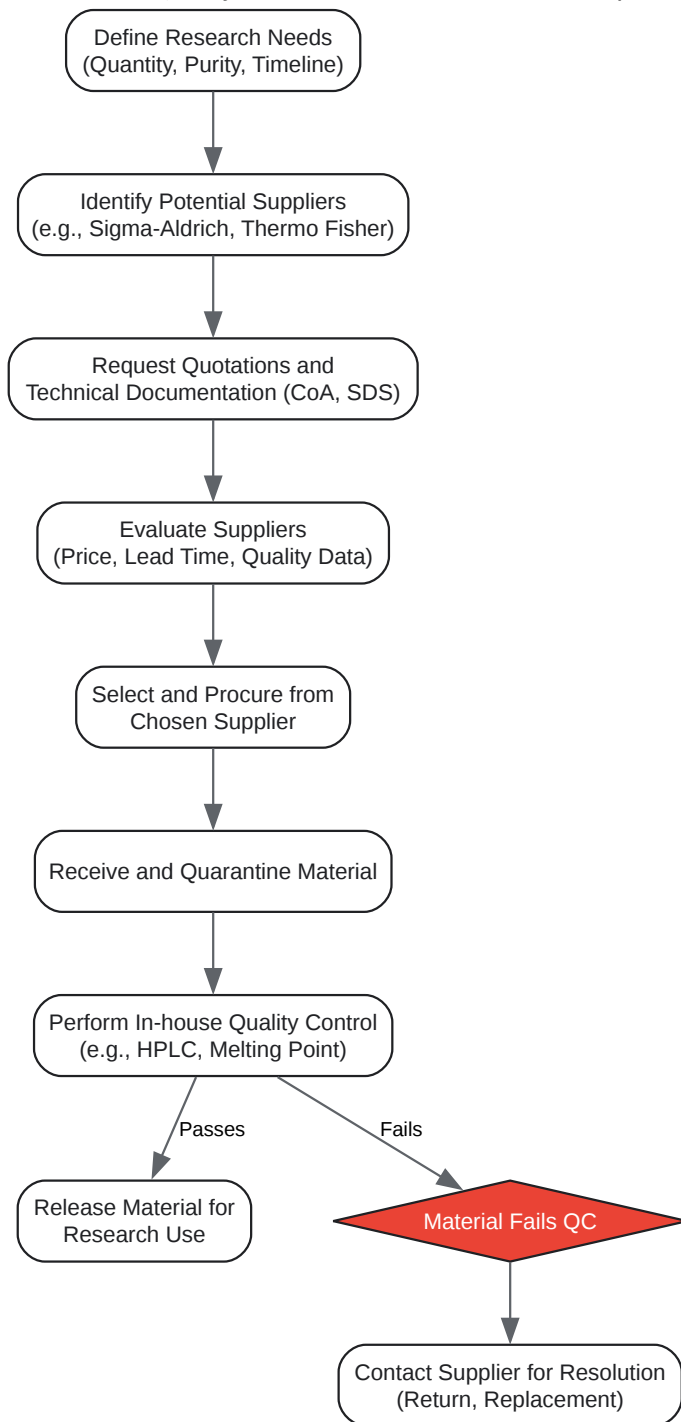 Define Research Needs
(Quantity, Purity, Timeline)
Identify Potential Suppliers
(e.g., Sigma-Aldrich, Thermo Fisher)
Request Quotations and
Technical Documentation (CoA, SDS)
Evaluate Suppliers
(Price, Lead Time, Quality Data)
Select and Procure from
Chosen Supplier
Receive and Quarantine Material
Perform In-house Quality Control
(e.g., HPLC, Melting Point)
Passes
Fails
Release Material for
Research Use
Material Fails QC
Contact Supplier for Resolution
(Return, Replacement)